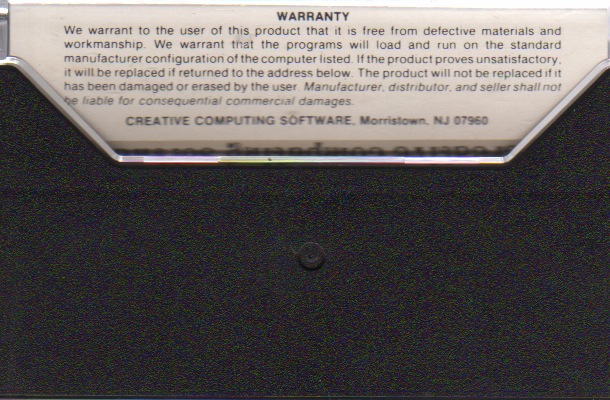 WARRANTY
We warrant to the user of this product that it is free from defective materials and
workmanship. We warrant that the programs will load and run on the standard
manufacturer configuration of the computer listed. If the product proves unsatisfactory,
it will be replaced if returned to the address below. The product will not be replaced if it
has been damaged or erased by the user. Manufacturer, distributor, and seller shall not
be liable for consequential commercial damages.
CREATIVE COMPUTING SOFTWARE, Morristown, NJ 07960